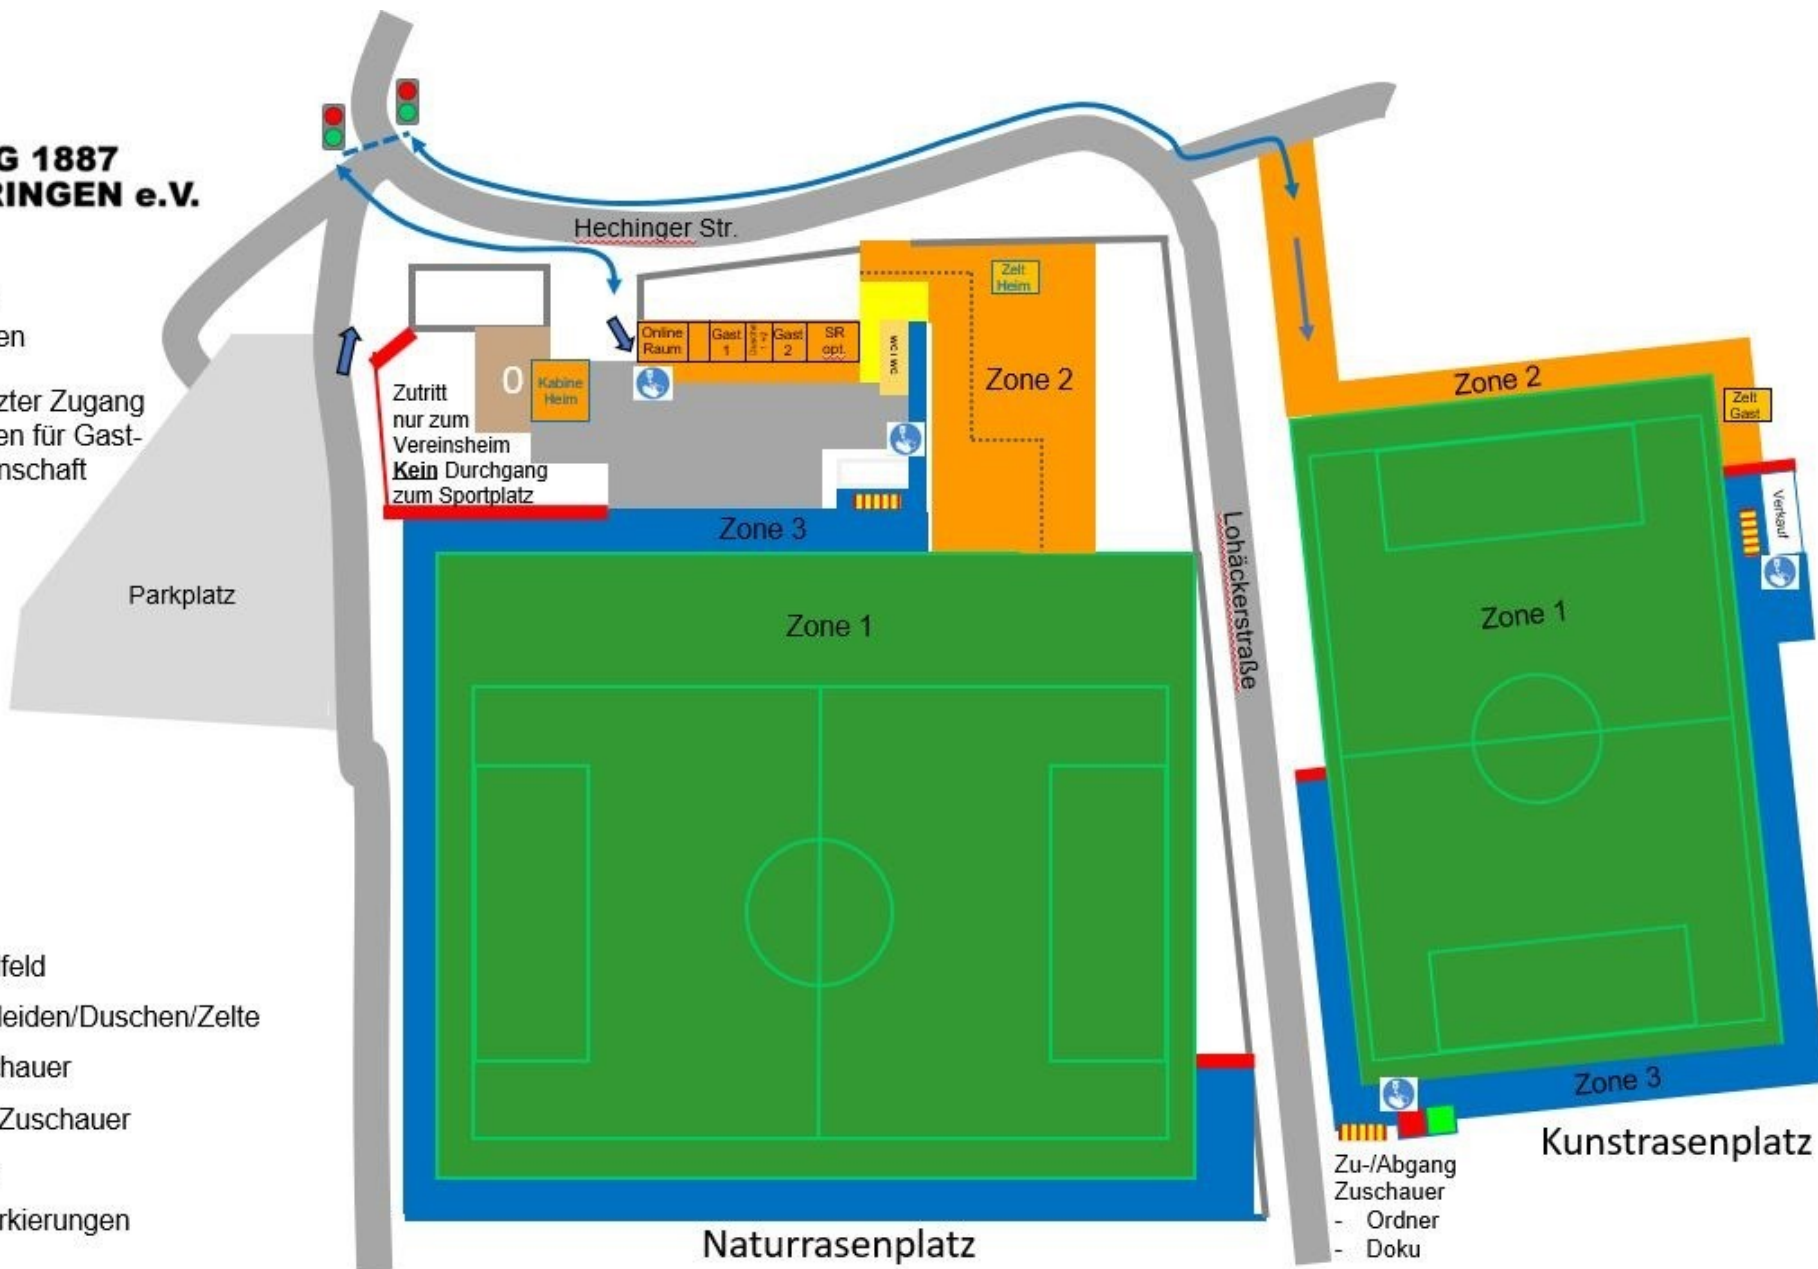 G 1887
RINGEN e.V.
en
zter Zugang
en für Gast-
nschaft
Hechinger Str.
Zelt
Heim
Online
Raum
Gast
1
Gast
2
SR
opt.
WC I WC
0
Kabine
Heim
Zutritt
nur zum
Vereinsheim
Kein Durchgang
zum Sportplatz
Zone 2
Zone 3
Zone 1
Parkplatz
Lohäckerstraße
Zone 2
Zelt
Gast
Verkauf
Zone 1
Zone 3
Kunstrasenplatz
Zu-/Abgang
Zuschauer
- Ordner
- Doku
Naturrasenplatz
feld
leiden/Duschen/Zelte
hauer
Zuschauer
rkierungen